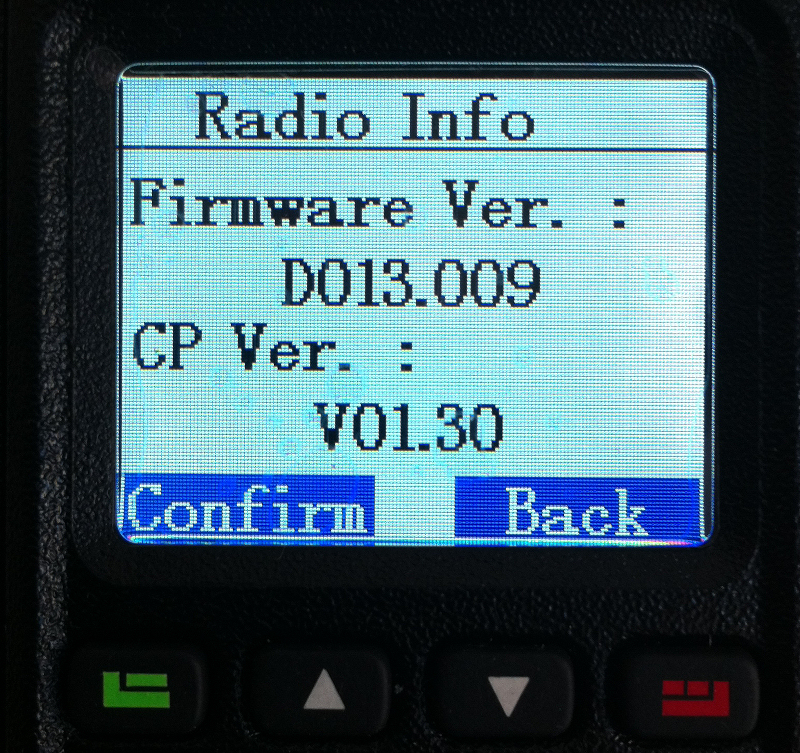 Radio Info
Firmware Ver. :
D013.009
CP Ver. :
V01.30
Confirm Back